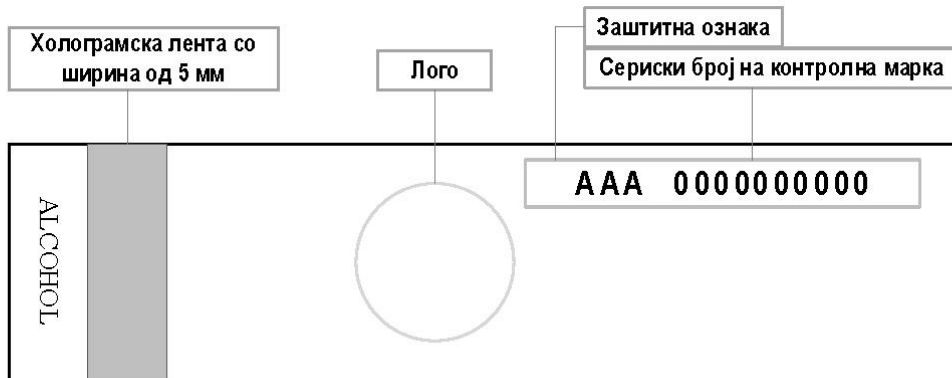 Холограмска лента со
ширина од 5 мм
Лого
Заштитна ознака
Сериски број на контролна марка
AAA 0000000000
ALCOHOL